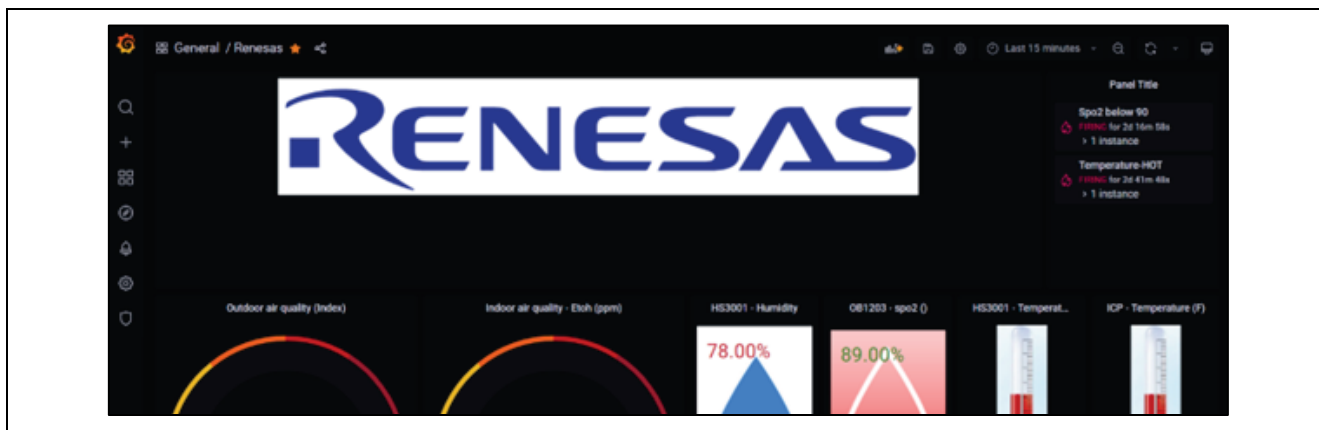 General / Renesas
Last 15 minutes
RENESAS
Panel Title
Spo2 below 90
FIRING for 2d 16m 58s
> 1 instance
Temperature-HOT
FIRING for 2d 41m 48s
> 1 instance
Outdoor air quality (Index)
Indoor air quality - Etoh (ppm)
HS3001 - Humidity
OB1203 - spo2 ()
HS3001 - Temperat...
ICP - Temperature (F)
78.00%
89.00%